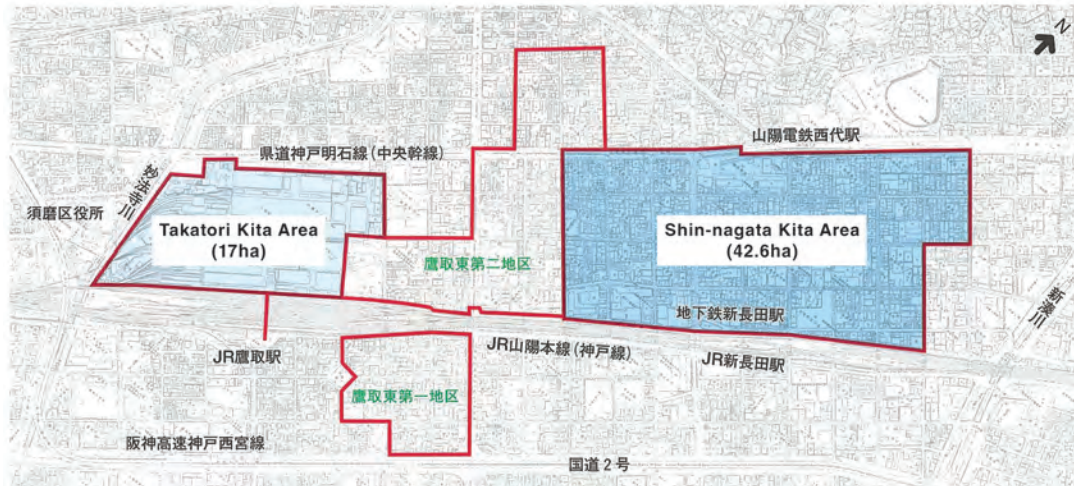 N
山陽電鉄西代駅
県道神戸明石線(中央幹線)
妙法寺川
須磨区役所
Takatori Kita Area
(17ha)
Shin-nagata Kita Area
(42.6ha)
鷹取東第二地区
新湊川
地下鉄新長田駅
JR鷹取駅
JR山陽本線(神戸線)
JR新長田駅
鷹取東第一地区
阪神高速神戸西宮線
国道2号